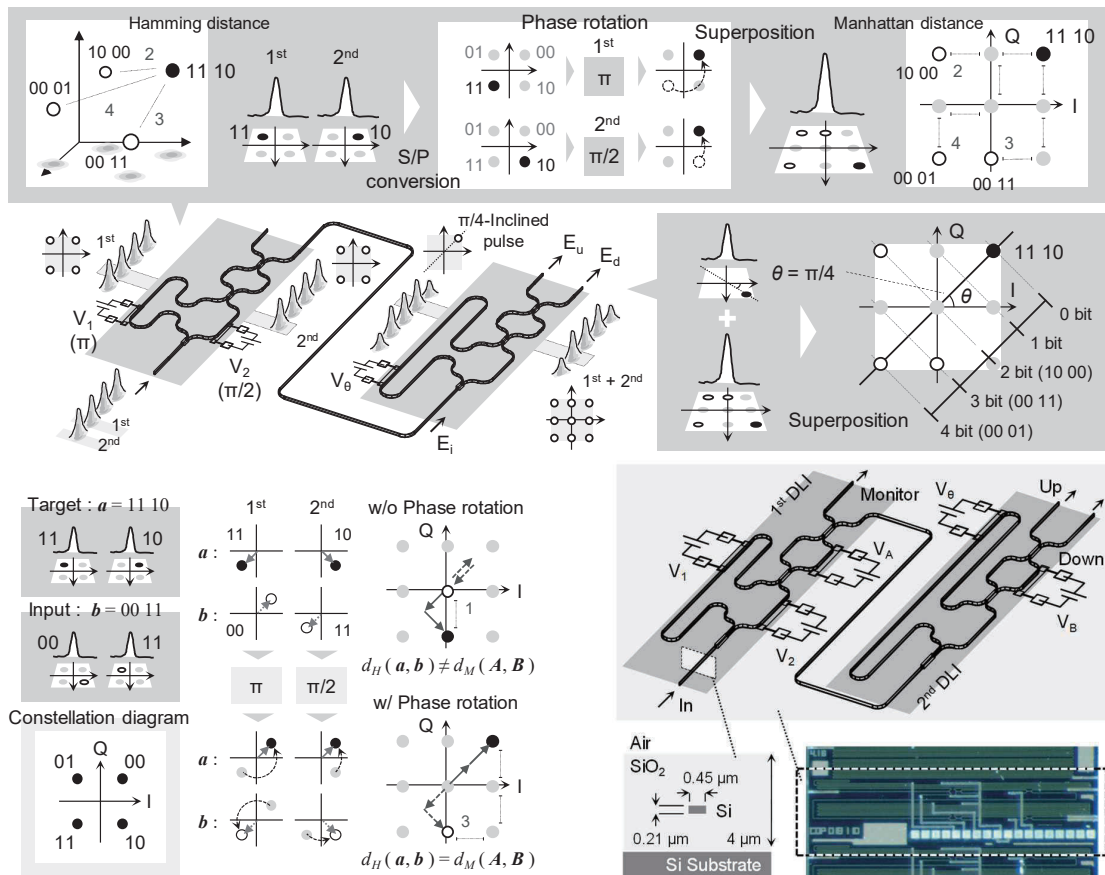 Hamming distance
Phase rotation
Superposition
Manhattan distance
10 00
2
11 10
00 01
4
3
00 11
1st
2nd
11
10
S/P
conversion
01
00
11
10
1st
π
01
00
11
10
2nd
π/2
Q
11 10
10 00
2
I
4
3
00 01
00 11
1st
π/4-Inclined
pulse
Eu
Ed
V1
(π)
2nd
V2
(π/2)
Vθ
1st
2nd
1st + 2nd
Ei
Q
11 10
θ = π/4
θ
I
0 bit
1 bit
2 bit (10 00)
3 bit (00 11)
4 bit (00 01)
+
Superposition
Target : a = 11 10
11
10
Input : b = 00 11
00
11
Constellation diagram
01
Q
00
I
11
10
1st
2nd
11
10
a :
b :
00
11
π
π/2
a :
b :
w/o Phase rotation
Q
I
1
dH (a, b) ≠ dM (A, B)
w/ Phase rotation
Q
I
3
dH (a, b) = dM (A, B)
1st DLI
Monitor
Vθ
Up
V1
VA
Down
V2
VB
In
2nd DLI
Air
SiO2
0.45 μm
Si
0.21 μm
4 μm
Si Substrate